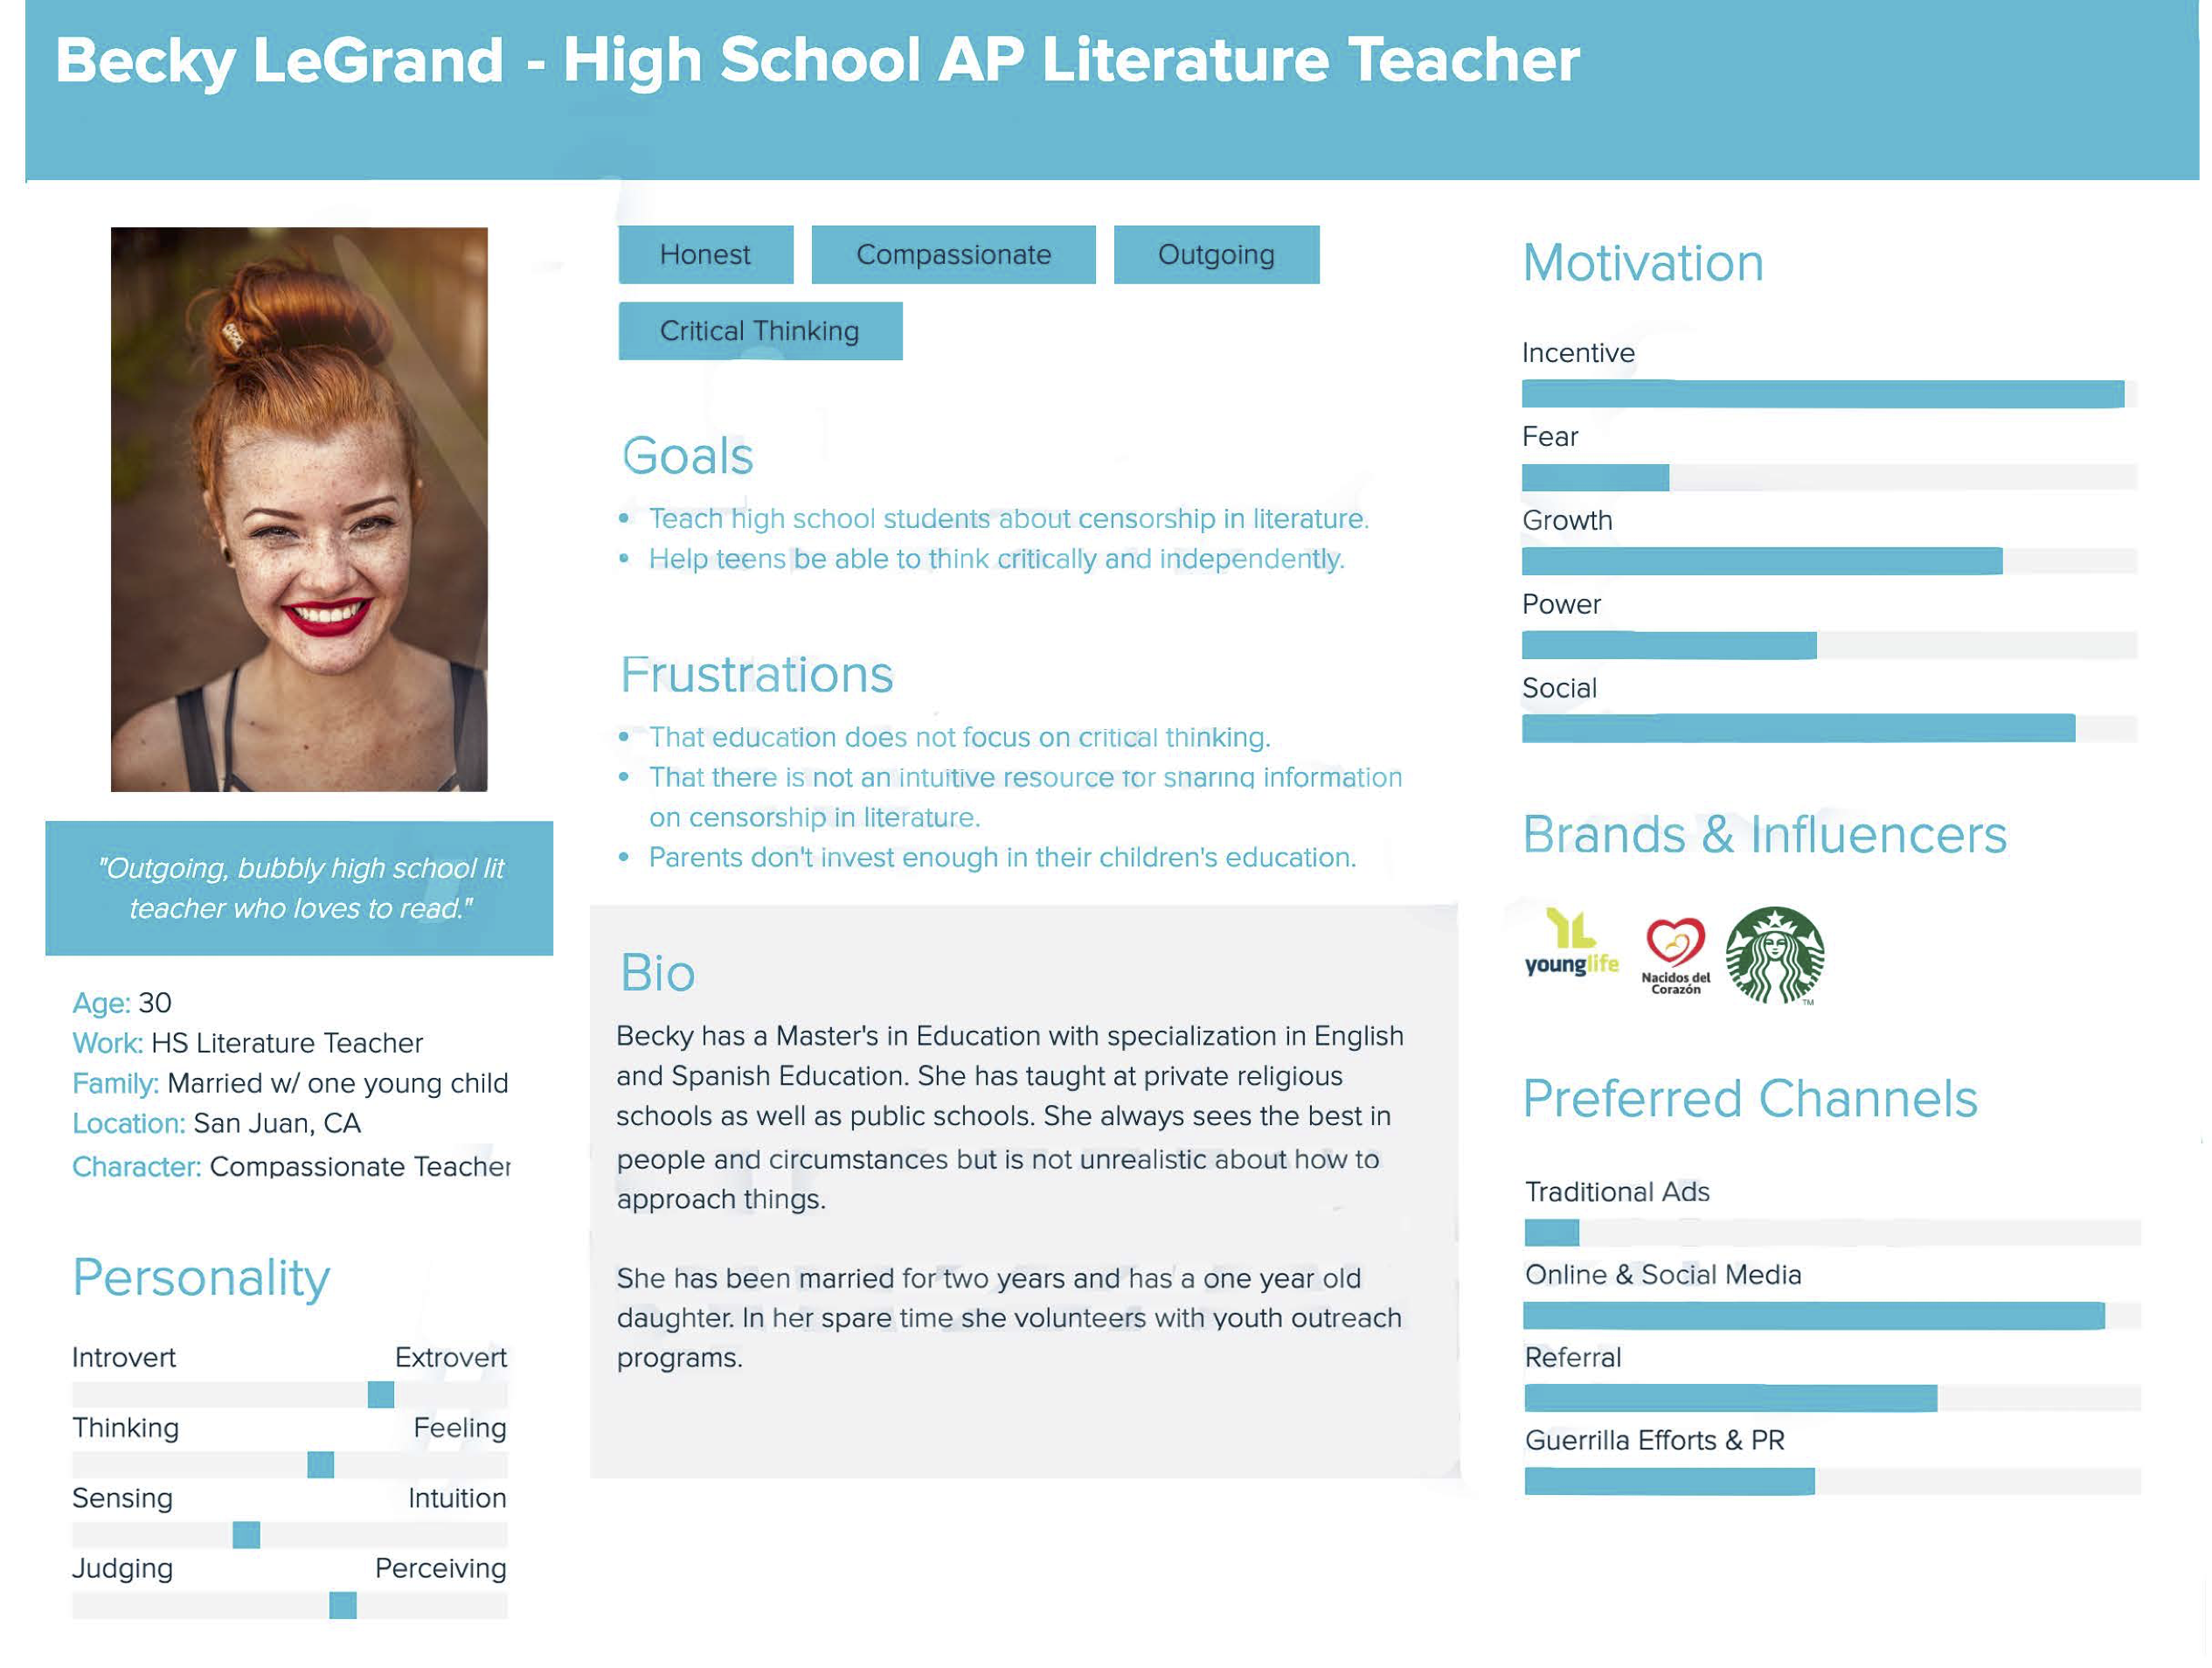 Becky LeGrand - High School AP Literature Teacher
"Outgoing, bubbly high school lit
teacher who loves to read."
Age: 30
Work: HS Literature Teacher
Family: Married w/ one young child
Location: San Juan, CA
Character: Compassionate Teacher
Personality
Introvert Extrovert
Thinking Feeling
Sensing Intuition
Judging Perceiving
Honest Compassionate Outgoing
Critical Thinking
Goals
• Teach high school students about censorship in literature.
• Help teens be able to think critically and independently.
Frustrations
• That education does not focus on critical thinking.
• That there is not an intuitive resource for sharing information
on censorship in literature.
• Parents don't invest enough in their children's education.
Bio
Becky has a Master's in Education with specialization in English
and Spanish Education. She has taught at private religious
schools as well as public schools. She always sees the best in
people and circumstances but is not unrealistic about how to
approach things.
She has been married for two years and has a one year old
daughter. In her spare time she volunteers with youth outreach
programs.
Motivation
Incentive
Fear
Growth
Power
Social
Brands & Influencers
YL
younglife
Nacidos del
Corazón
TM
Preferred Channels
Traditional Ads
Online & Social Media
Referral
Guerrilla Efforts & PR